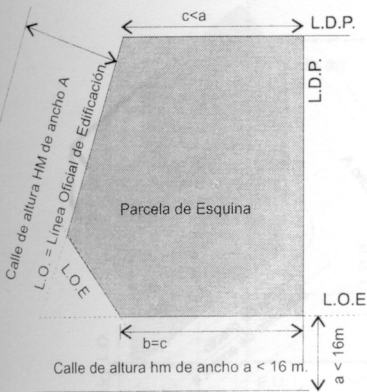 c<a
L.D.P.
L.D.P.
Calle de altura HM de ancho A
L.O. = Línea Oficial de Edificación
Parcela de Esquina
L.O.E
L.O.E
b=c
a < 16m
Calle de altura hm de ancho a < 16 m.